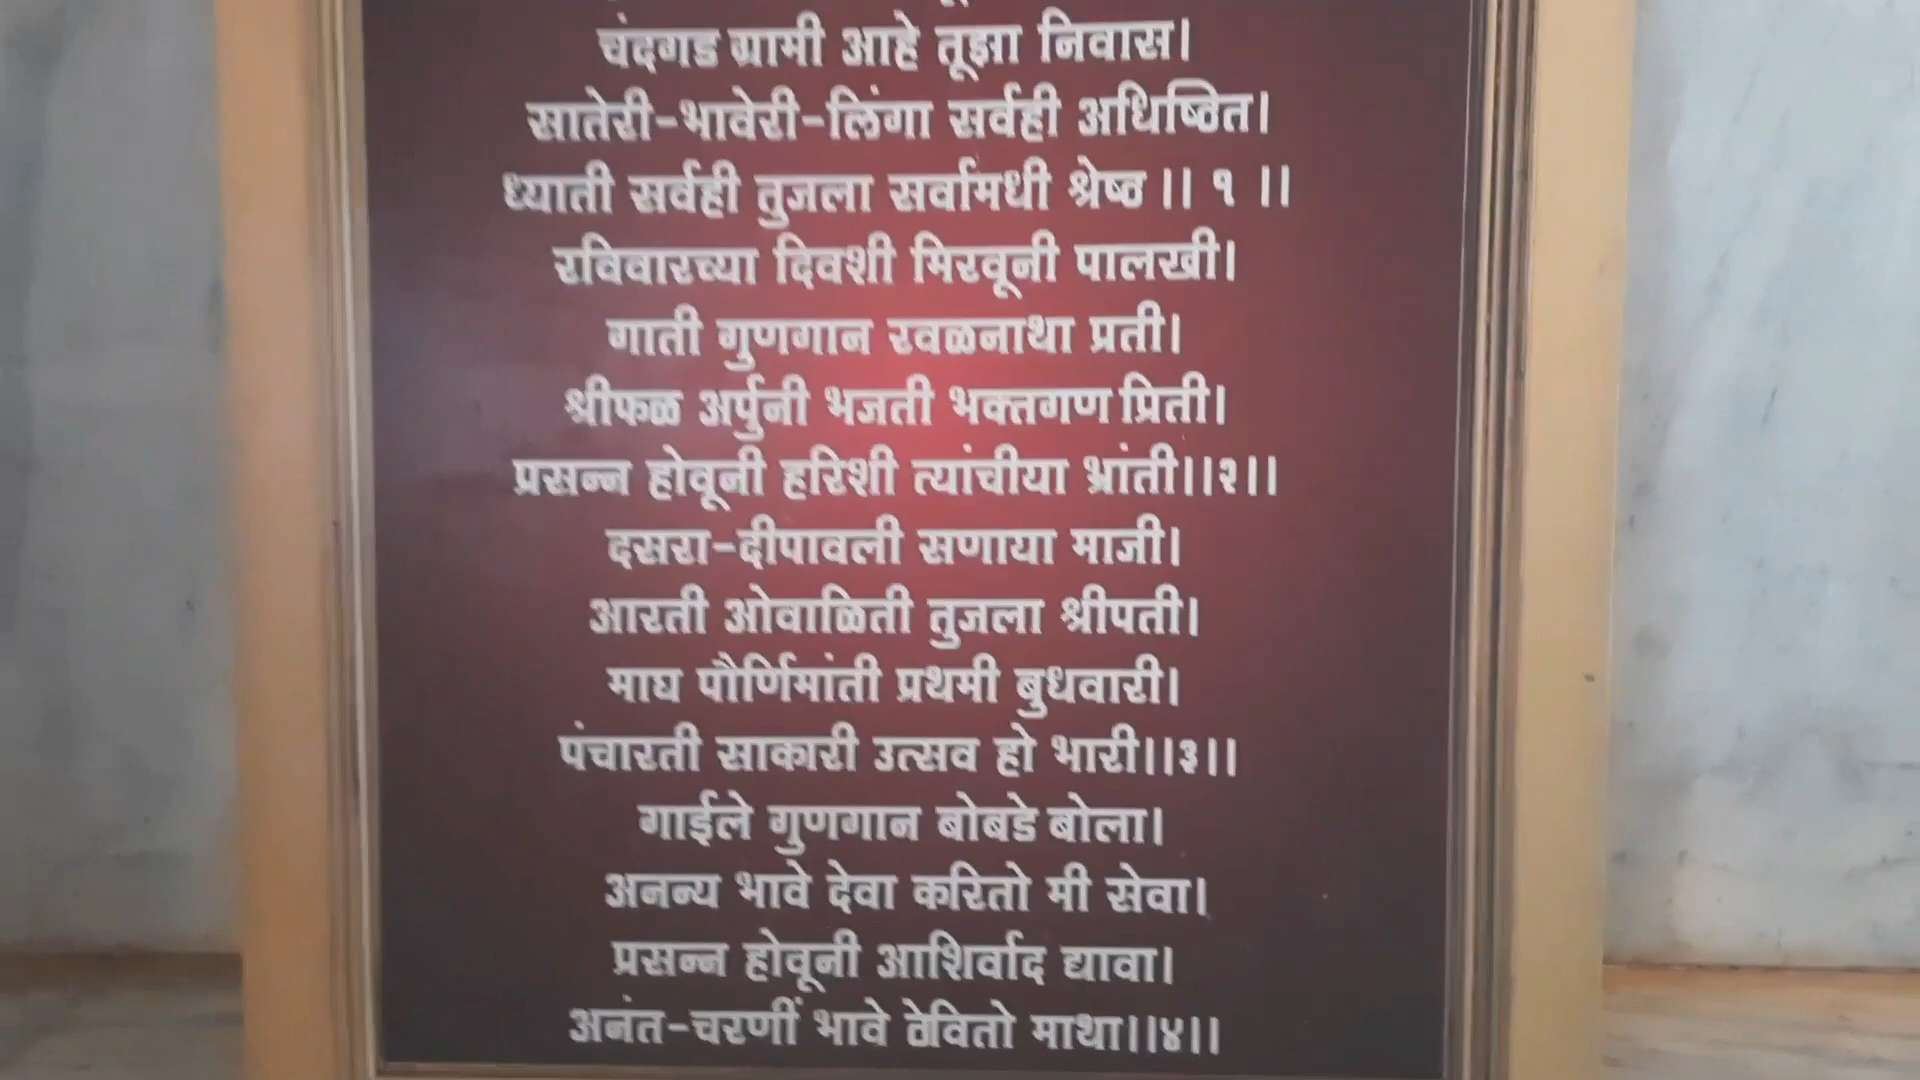 चंदगड ग्रामी आहे तूझा निवास।
सातेरी-भावेरी-लिंगा सर्वही अधिष्ठित।
ध्याती सर्वही तुजला सर्वामधी श्रेष्ठ ।। १ ।।
रविवारच्या दिवशी मिरवूनी पालखी।
गाती गुणगान रवळनाथा प्रती।
श्रीफळ अर्पुनी भजती भक्तगण प्रिती।
प्रसन्न होवूनी हरिशी त्यांचीया भ्रांती।।२।।
दसरा-दीपावली सणाया माजी।
आरती ओवाळिती तुजला श्रीपती।
माघ पौर्णिमांती प्रथमी बुधवारी।
पंचारती साकारी उत्सव हो भारी।।३।।
गाईले गुणगान बोबडे बोला।
अनन्य भावे देवा करितो मी सेवा।
प्रसन्न होवूनी आशिर्वाद द्यावा।
अनंत-चरणीं भावे ठेवितो माथा।।४।।